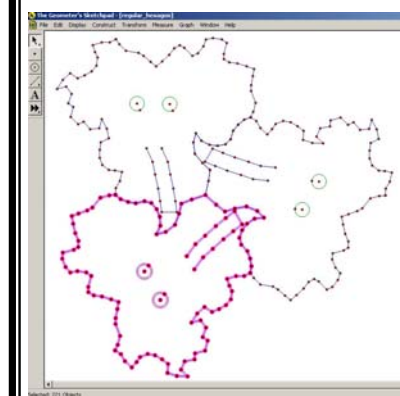 The Geometer's Sketchpad - [regular_hexagon]
File Edit Display Construct Transform Measure Graph Window Help
A
Selected: 221 Objects